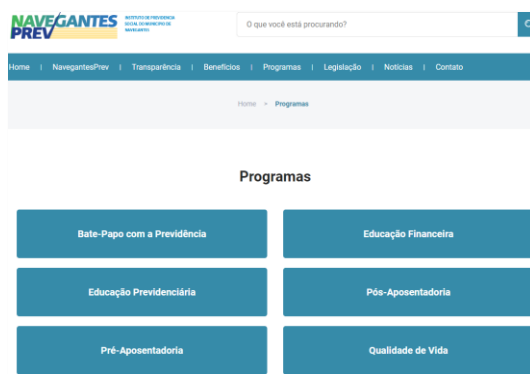 NAVEGANTES
PREV
INSTITUTO DE PREVIDÊNCIA
SOCIAL DO MUNICÍPIO DE
NAVEGANTES
O que você está procurando?
Home | NavegantesPrev | Transparência | Benefícios | Programas | Legislação | Notícias | Contato
Home > Programas
Programas
Bate-Papo com a Previdência
Educação Financeira
Educação Previdenciária
Pós-Aposentadoria
Pré-Aposentadoria
Qualidade de Vida